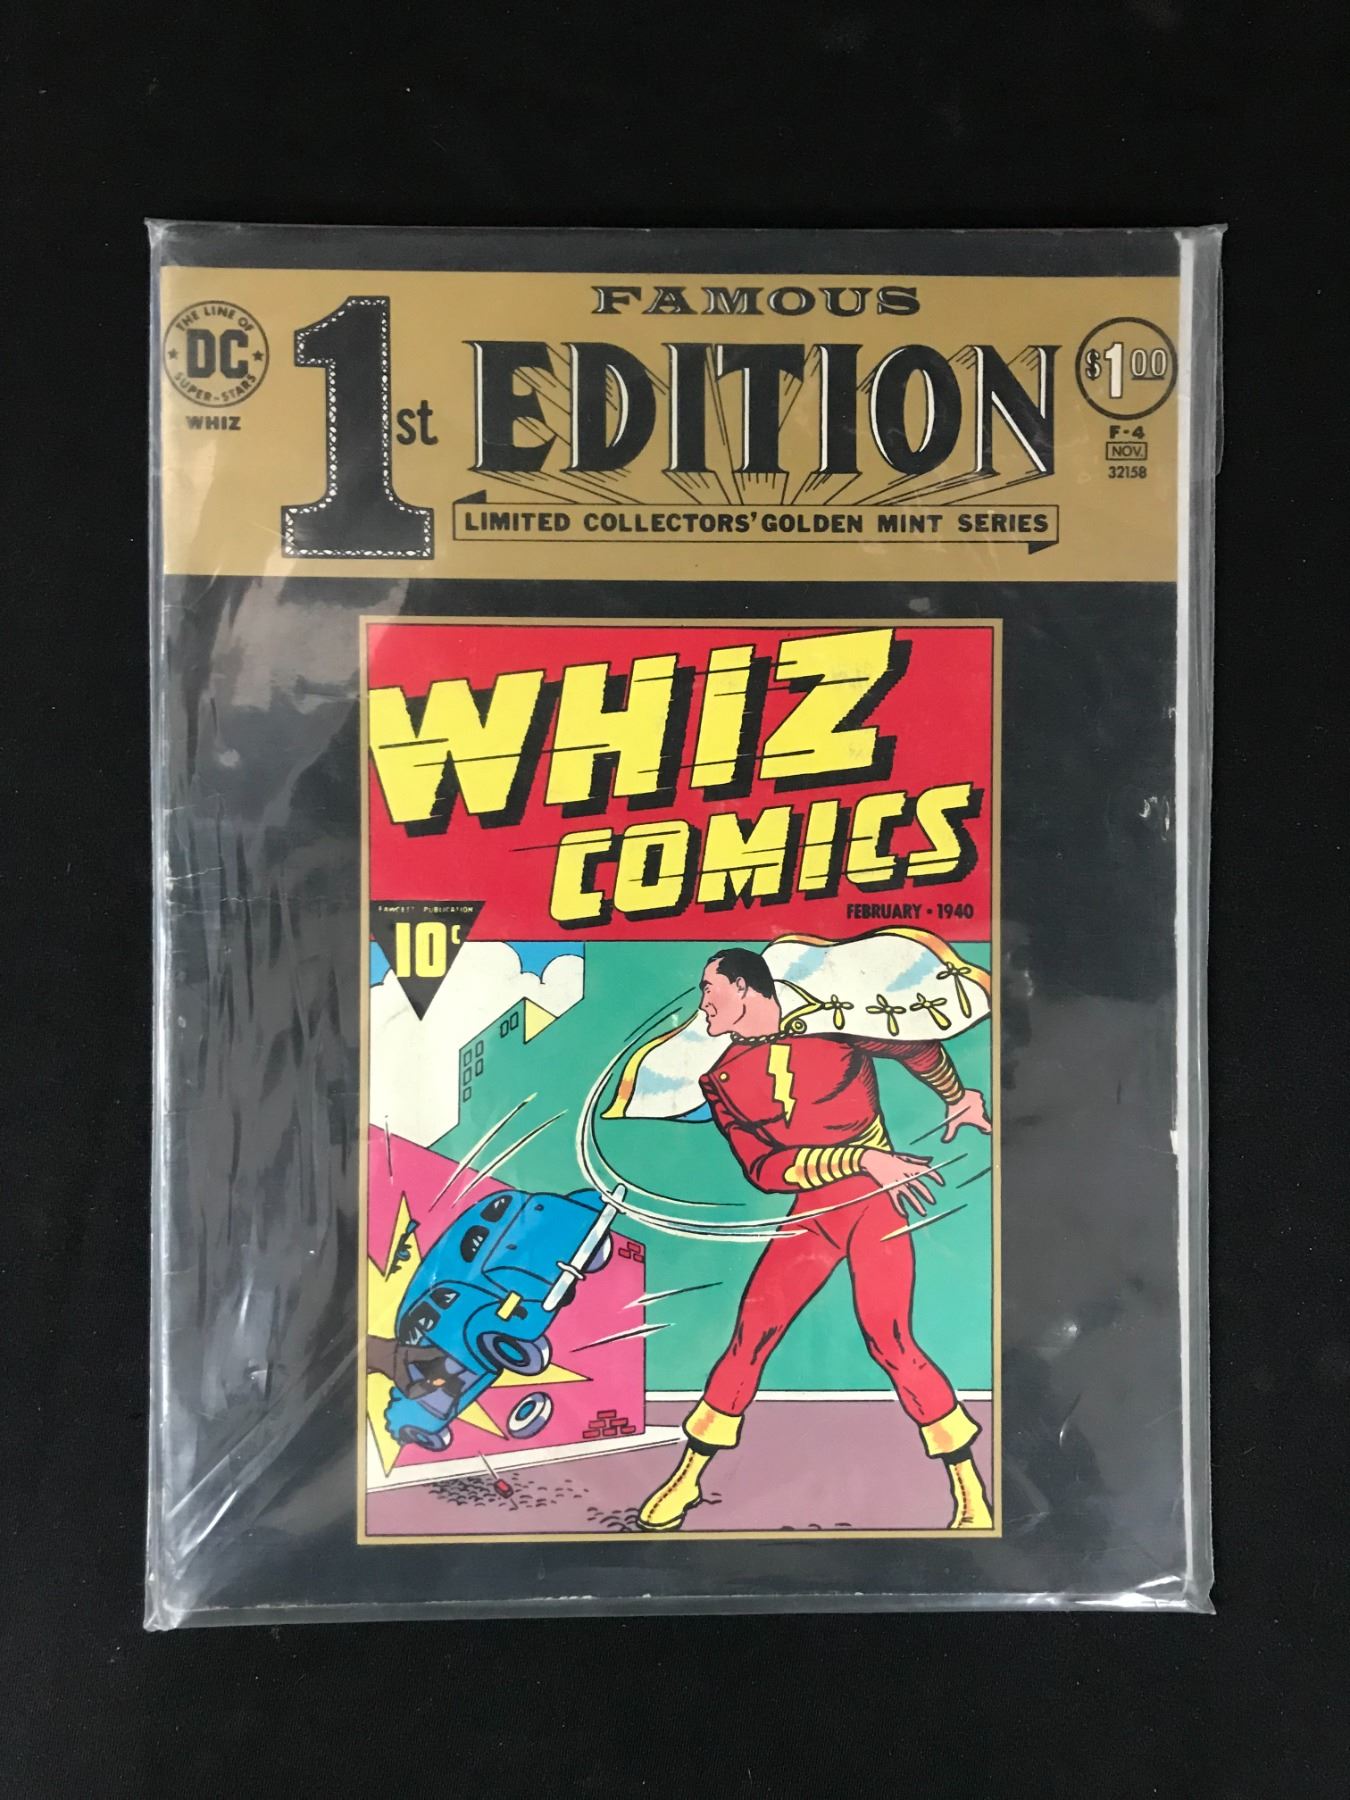 FAMOUS
1st EDITION
LIMITED COLLECTORS' GOLDEN MINT SERIES
THE LINE OF
DC
SUPER-STARS
WHIZ
$1.00
F-4
NOV.
32158
WHIZ
COMICS
FEBRUARY • 1940
FAWCETT PUBLICATION
10¢